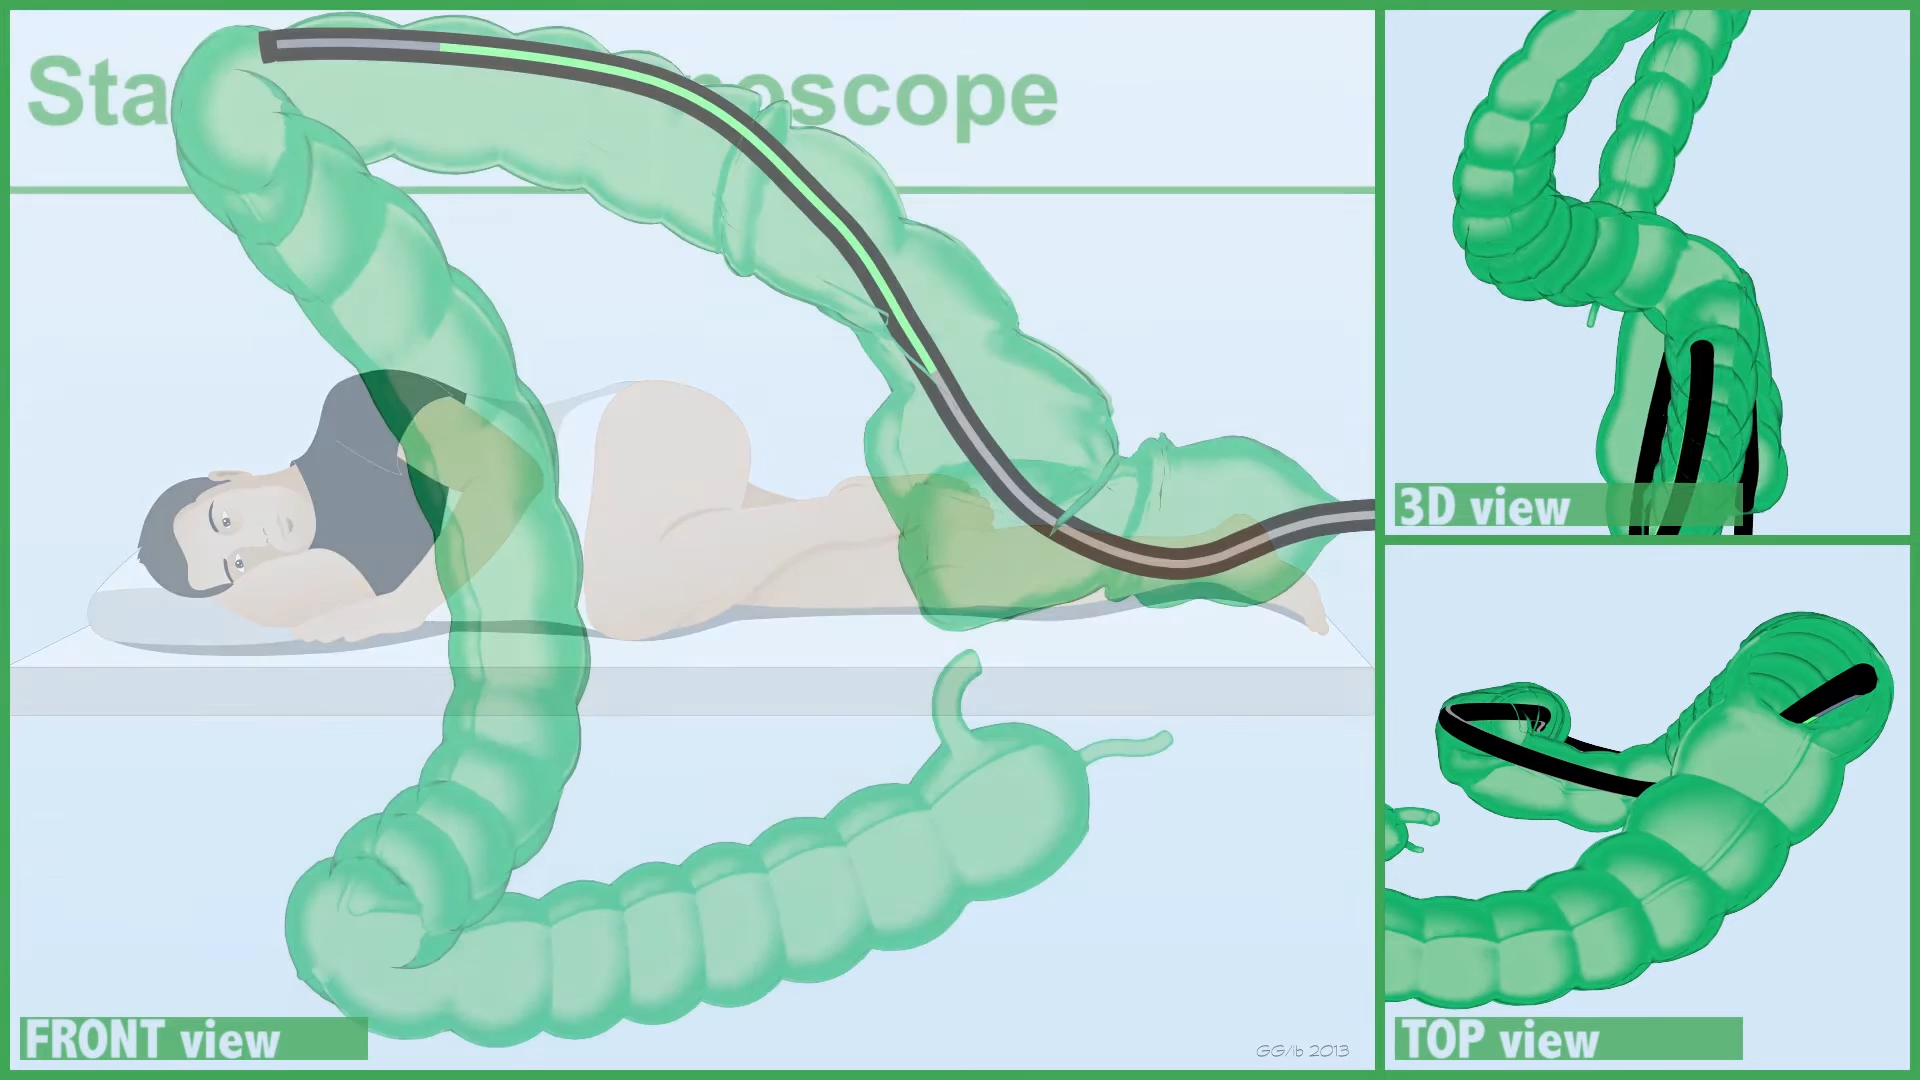 Sta oscope
3D view
FRONT view
GG/lb 2013
TOP view